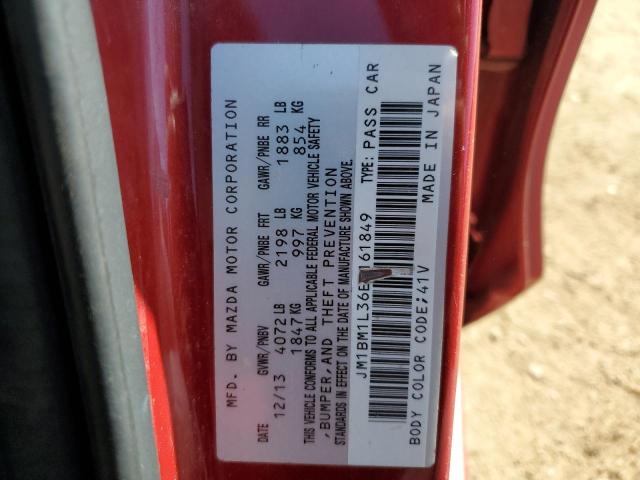 MFD. BY MAZDA MOTOR CORPORATION
DATE GVWR/PNBV GAWR/PNBE FRT GAWR/PNBE RR
12/13 4072 LB 2198 LB 1883 LB
1847 KG 997 KG 854 KG
THIS VEHICLE CONFORMS TO ALL APPLICABLE FEDERAL MOTOR VEHICLE SAFETY
,BUMPER,AND THEFT PREVENTION
STANDARDS IN EFFECT ON THE DATE OF MANUFACTURE SHOWN ABOVE.
TYPE: PASS CAR
BODY COLOR CODE;41V MADE IN JAPAN